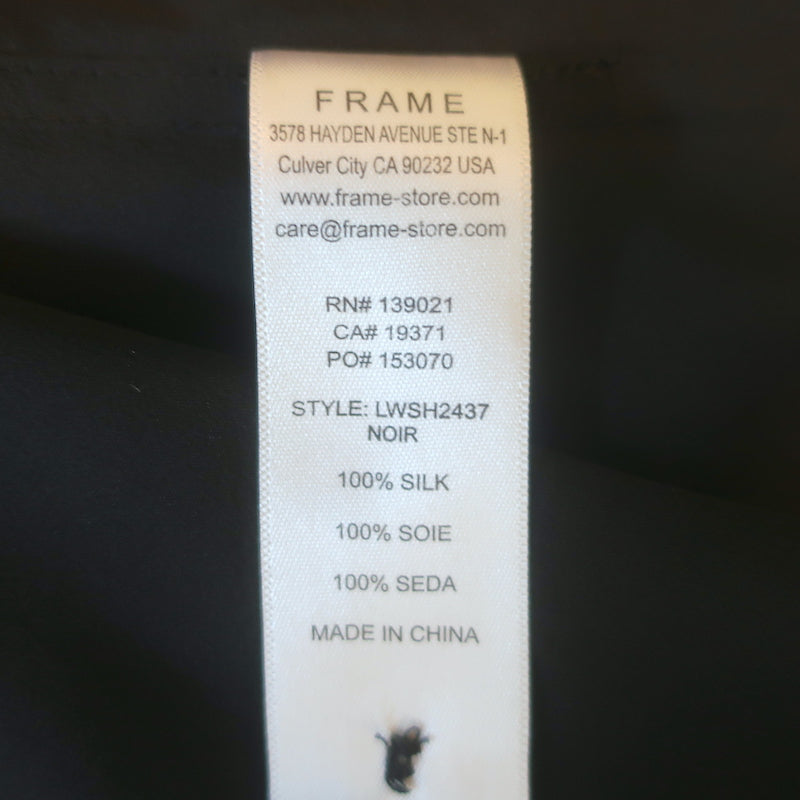 FRAME
3578 HAYDEN AVENUE STE N-1
Culver City CA 90232 USA
www.frame-store.com
care@frame-store.com
RN# 139021
CA# 19371
PO# 153070
STYLE: LWSH2437
NOIR
100% SILK
100% SOIE
100% SEDA
MADE IN CHINA